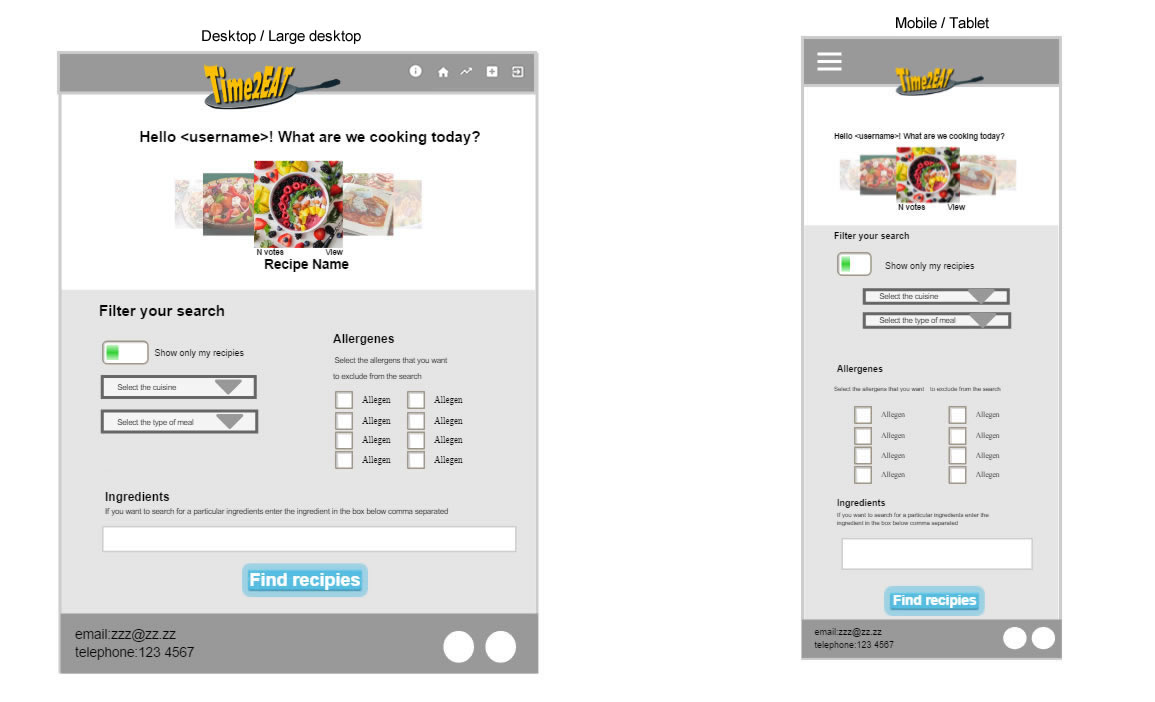 Desktop / Large desktop
Time2EAT
Hello <username>! What are we cooking today?
N votes
View
Recipe Name
Filter your search
Show only my recipies
Select the cuisine
Select the type of meal
Allergenes
Select the allergens that you want
to exclude from the search
Allegen
Allegen
Allegen
Allegen
Allegen
Allegen
Allegen
Allegen
Ingredients
If you want to search for a particular ingredients enter the ingredient in the box below comma separated
Find recipies
email:zzz@zz.zz
telephone:123 4567
Mobile / Tablet
Time2EAT
Hello <username>! What are we cooking today?
N votes
View
Filter your search
Show only my recipies
Select the cuisine
Select the type of meal
Allergenes
Select the allergens that you want to exclude from the search
Allegen
Allegen
Allegen
Allegen
Allegen
Allegen
Allegen
Allegen
Ingredients
If you want to search for a particular ingredients enter the
ingredient in the box below comma separated
Find recipies
email:zzz@zz.zz
telephone:123 4567